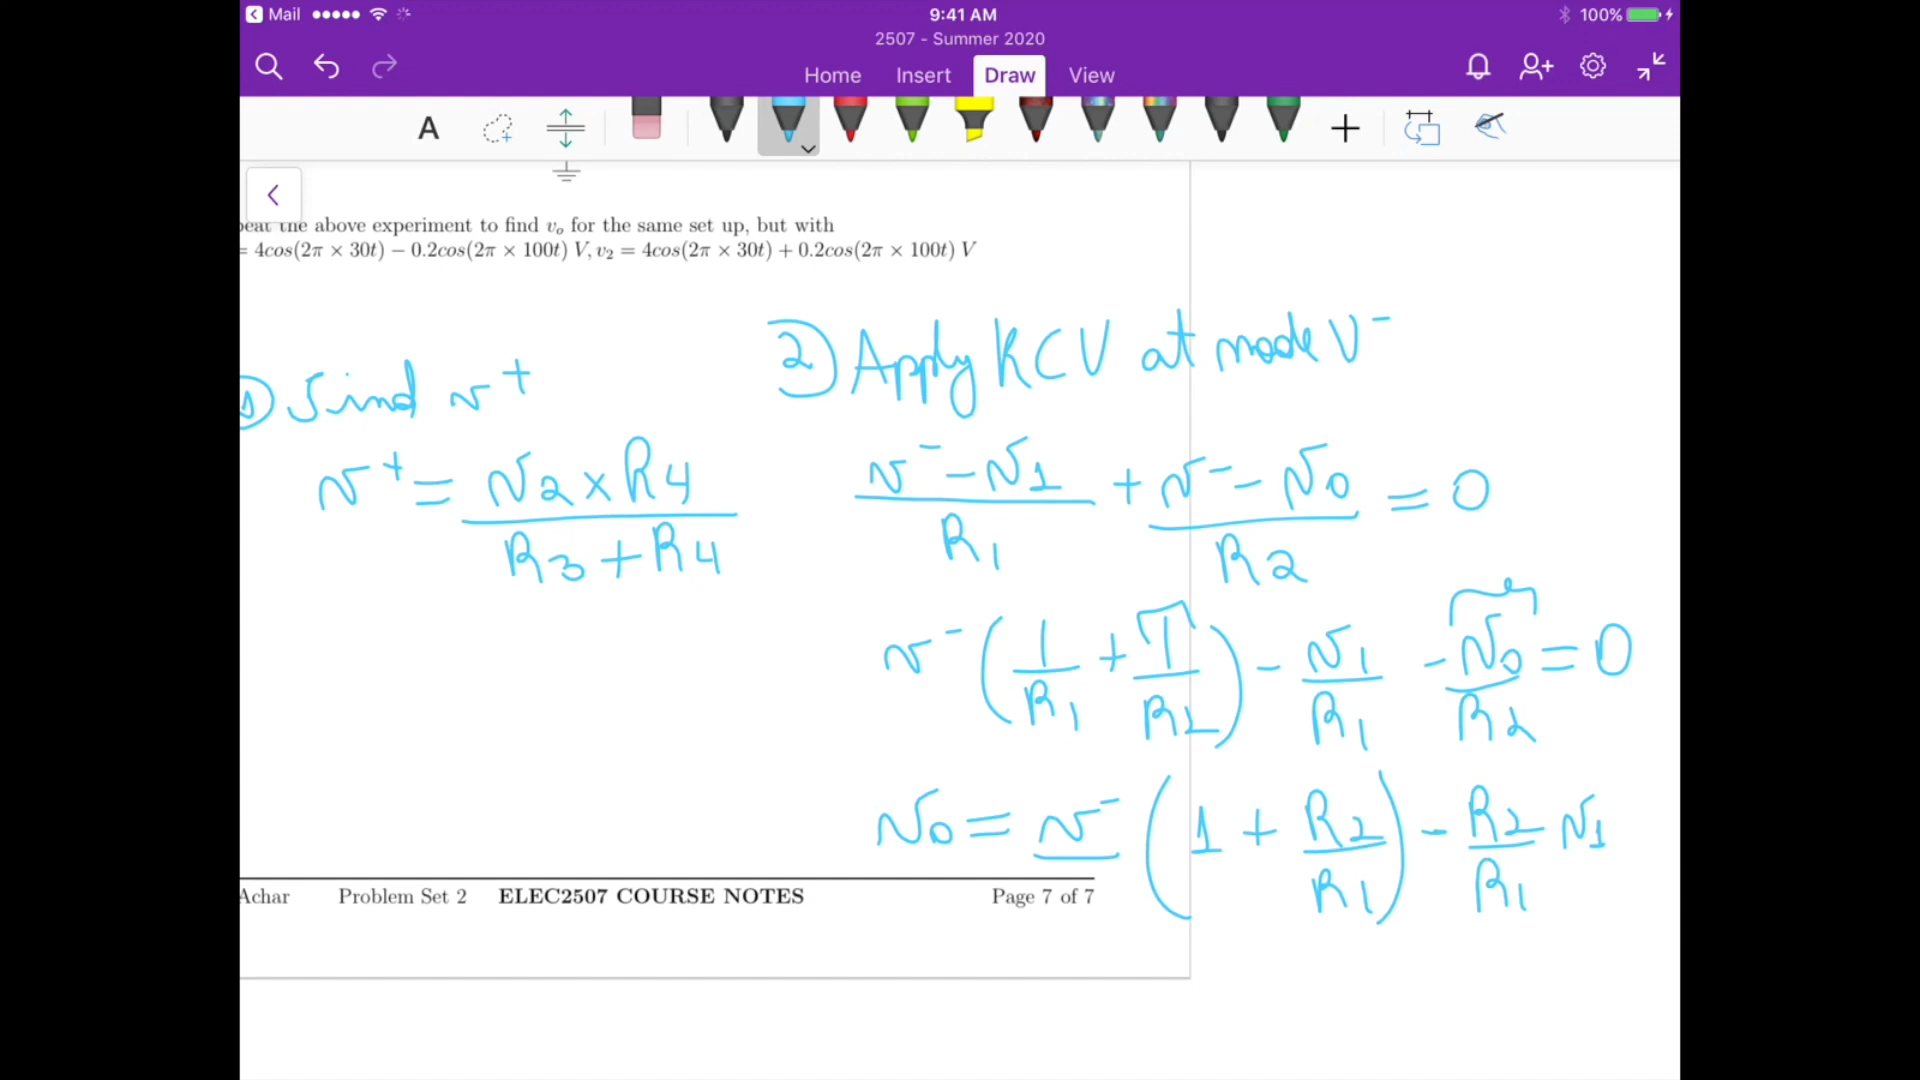 Mail 9:41 AM 100%
2507 - Summer 2020
Home Insert Draw View
A
peat the above experiment to find vₒ for the same set up, but with
= 4cos(2π × 30t) − 0.2cos(2π × 100t) V, v₂ = 4cos(2π × 30t) + 0.2cos(2π × 100t) V
① Find v⁺
v⁺ = (v₂ × R₄) / (R₃ + R₄)
② Apply KCV at node V⁻
(v⁻ − v₁)/R₁ + (v⁻ − v₀)/R₂ = 0
v⁻ (1/R₁ + 1/R₂) − v₁/R₁ − v₀/R₂ = 0
v₀ = v⁻ (1 + R₂/R₁) − R₂/R₁ v₁
Achar Problem Set 2 ELEC2507 COURSE NOTES Page 7 of 7